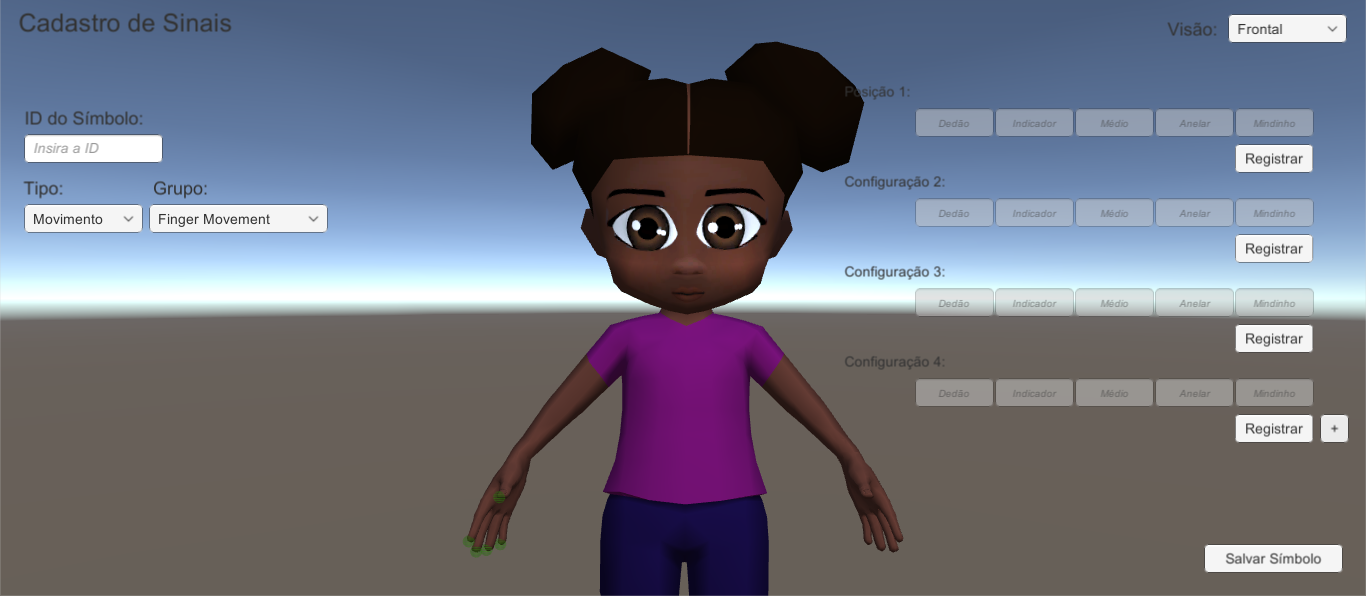 Cadastro de Sinais
Visão: Frontal
ID do Símbolo:
Insira a ID
Tipo: Grupo:
Movimento Finger Movement
Posição 1:
Dedão Indicador Médio Anelar Mindinho
Registrar
Configuração 2:
Dedão Indicador Médio Anelar Mindinho
Registrar
Configuração 3:
Dedão Indicador Médio Anelar Mindinho
Registrar
Configuração 4:
Dedão Indicador Médio Anelar Mindinho
Registrar +
Salvar Símbolo